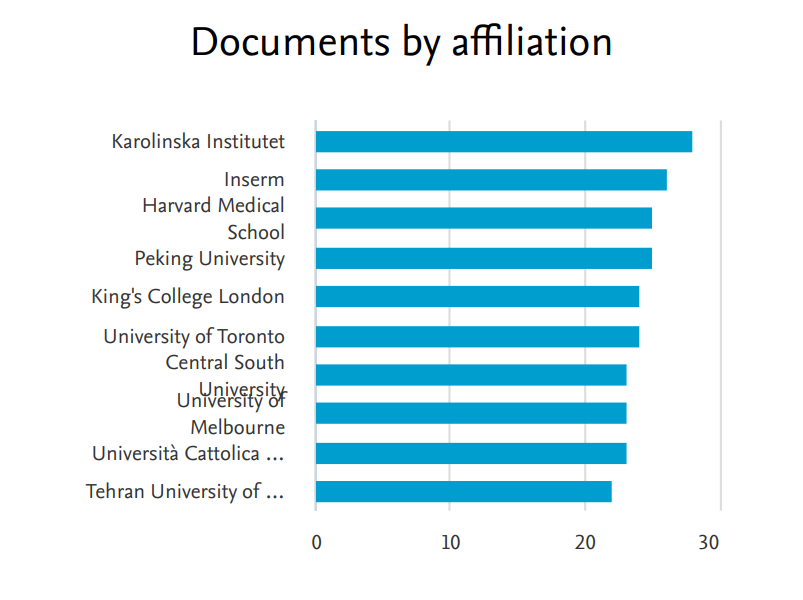 Documents by affiliation
Karolinska Institutet
Inserm
Harvard Medical
School
Peking University
King's College London
University of Toronto
Central South
University
University of
Melbourne
Università Cattolica ...
Tehran University of ...
0 10 20 30